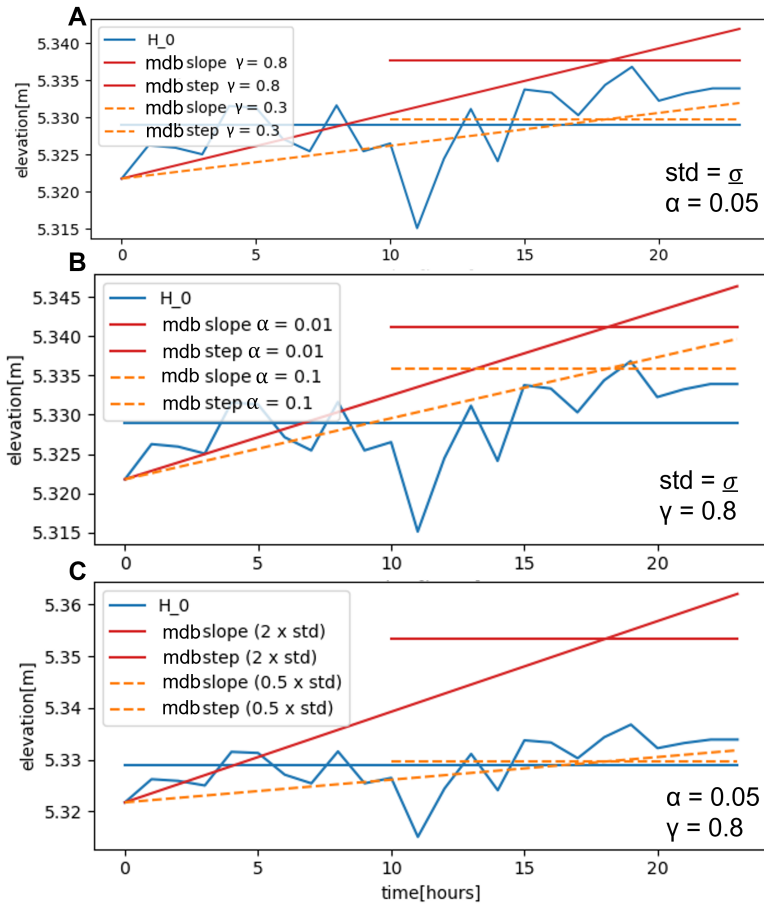 A
5.340
5.335
5.330
5.325
5.320
5.315
elevation[m]
H_0
mdb slope γ = 0.8
mdb step γ = 0.8
mdb slope γ = 0.3
mdb step γ = 0.3
std = σ
α = 0.05
0 5 10 15 20
B
5.345
5.340
5.335
5.330
5.325
5.320
5.315
elevation[m]
H_0
mdb slope α = 0.01
mdb step α = 0.01
mdb slope α = 0.1
mdb step α = 0.1
std = σ
γ = 0.8
0 5 10 15 20
C
5.36
5.35
5.34
5.33
5.32
elevation[m]
H_0
mdb slope (2 x std)
mdb step (2 x std)
mdb slope (0.5 x std)
mdb step (0.5 x std)
α = 0.05
γ = 0.8
0 5 10 15 20
time[hours]